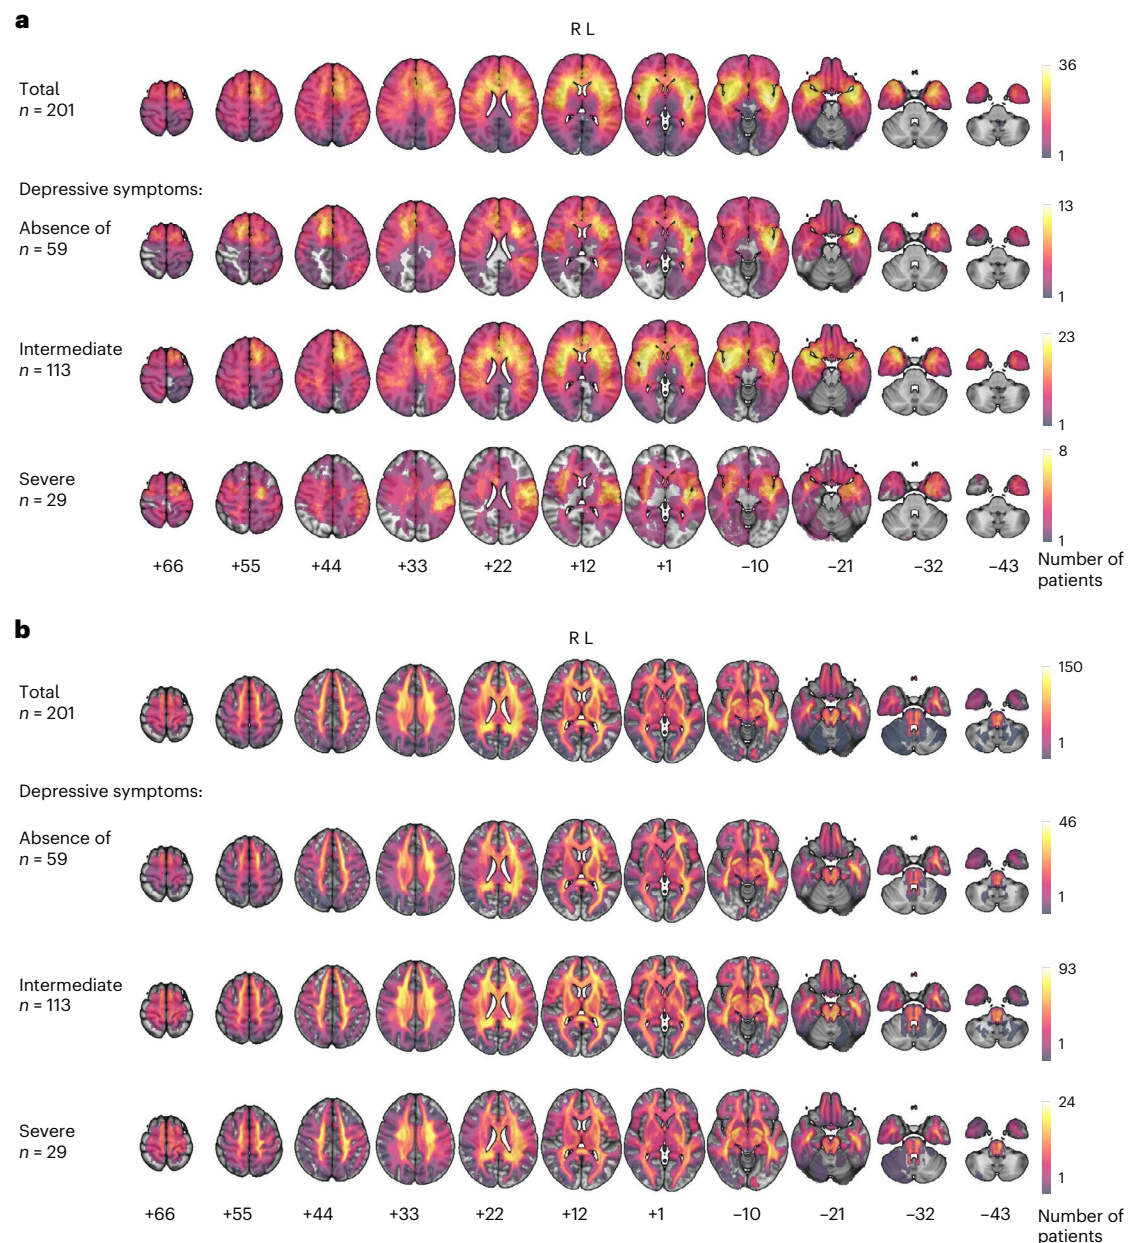 a
R L
Total
n = 201
36
1
Depressive symptoms:
Absence of
n = 59
13
1
Intermediate
n = 113
23
1
Severe
n = 29
8
1
+66 +55 +44 +33 +22 +12 +1 −10 −21 −32 −43
Number of
patients
b
R L
Total
n = 201
150
1
Depressive symptoms:
Absence of
n = 59
46
1
Intermediate
n = 113
93
1
Severe
n = 29
24
1
+66 +55 +44 +33 +22 +12 +1 −10 −21 −32 −43
Number of
patients